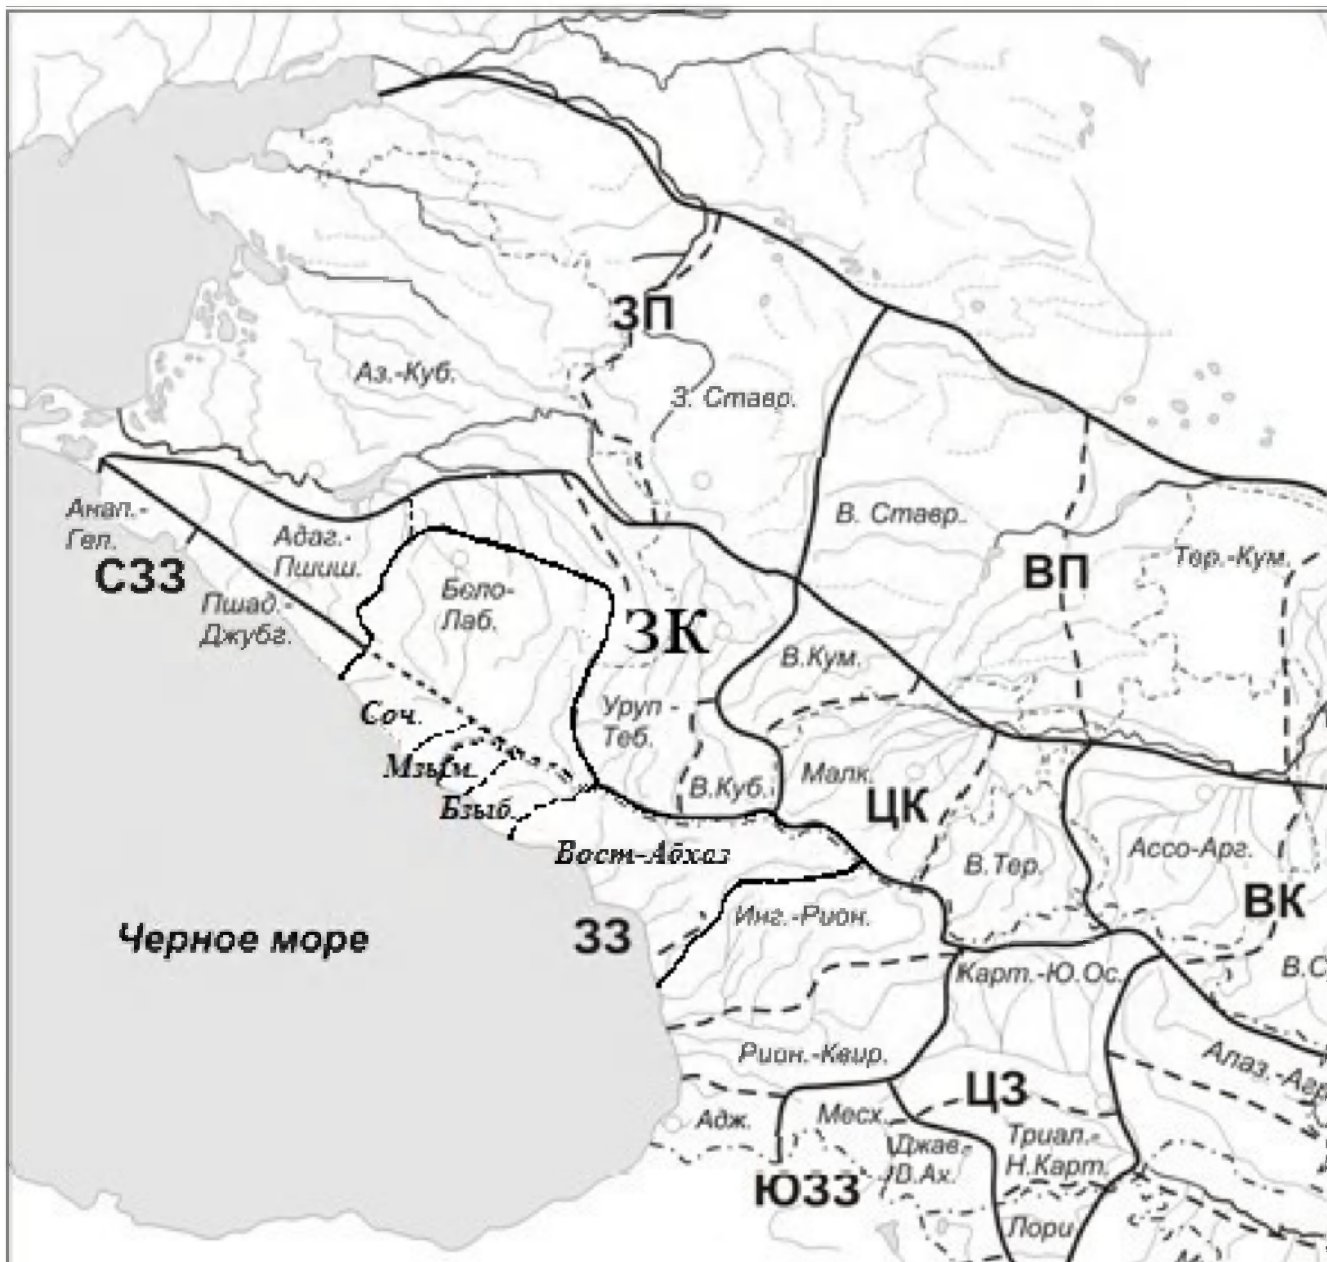 ЗП
Аз.-Куб.
З. Ставр.
Анап.-
Гел.
Адаг.-
Пшиш.
В. Ставр.
ВП
Тер.-Кум.
СЗЗ
Пшад.-
Джубг.
Бело-
Лаб.
ЗК
В.Кум.
Соч.
Уруп -
Теб.
Мзым.
В.Куб.
Малк.
ЦК
Бзыб.
Вост-Абхаз
В.Тер.
Ассо-Арг.
ВК
Черное море
ЗЗ
Инг.-Рион.
Карт.-Ю.Ос.
Рион.-Квир.
Алаз.-Агр
ЦЗ
Адж.
Месх.
Джав.-
В.Ах.
Триал.-
Н.Карт.
ЮЗЗ
Лори